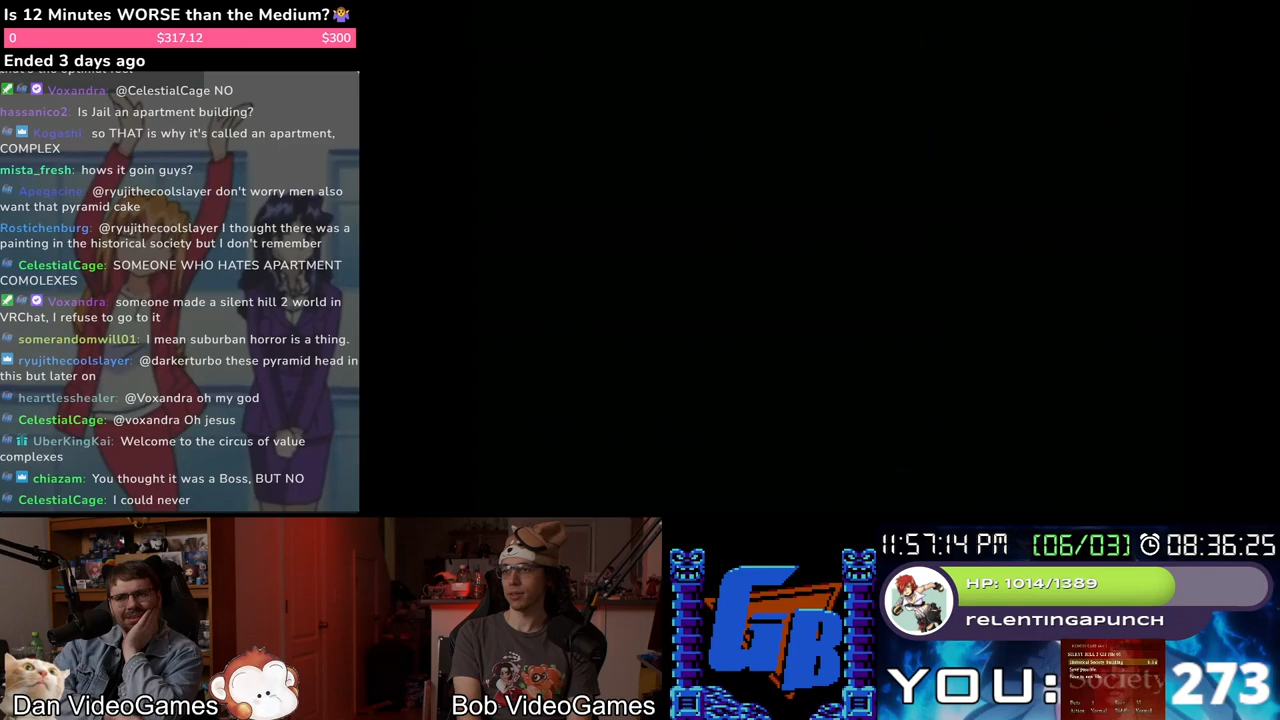 Is 12 Minutes WORSE than the Medium?🤷‍♀️
0 $317.12 $300
Ended 3 days ago
Voxandra: @CelestialCage NO
hassanico2: Is Jail an apartment building?
Kogashi: so THAT is why it's called an apartment,
COMPLEX
mista_fresh: hows it goin guys?
Apeqacine: @ryujithecoolslayer don't worry men also
want that pyramid cake
Rostichenburg: @ryujithecoolslayer I thought there was a
painting in the historical society but I don't remember
CelestialCage: SOMEONE WHO HATES APARTMENT
COMOLEXES
Voxandra: someone made a silent hill 2 world in
VRChat, I refuse to go to it
somerandomwill01: I mean suburban horror is a thing.
ryujithecoolslayer: @darkerturbo these pyramid head in
this but later on
heartlesshealer: @Voxandra oh my god
CelestialCage: @voxandra Oh jesus
UberKingKai: Welcome to the circus of value
complexes
chiazam: You thought it was a Boss, BUT NO
CelestialCage: I could never
Dan VideoGames
Bob VideoGames
GB
11:57:14 PM [06/03] 08:36:25
HP: 1014/1389
relentingapunch
YOU:
Historical Society Building
Society
273